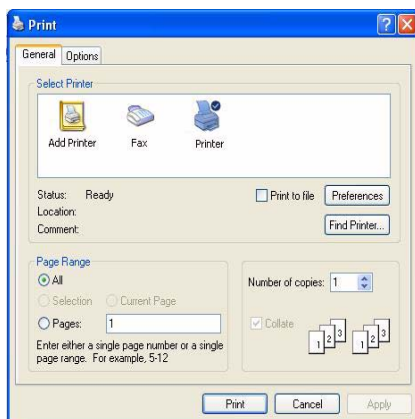 Print
General Options
Select Printer
Add Printer Fax Printer
Status: Ready
Location:
Comment:
Print to file Preferences
Find Printer...
Page Range
All
Selection Current Page
Pages: 1
Enter either a single page number or a single
page range. For example, 5-12
Number of copies: 1
Collate
1 2 3 1 2 3
Print Cancel Apply